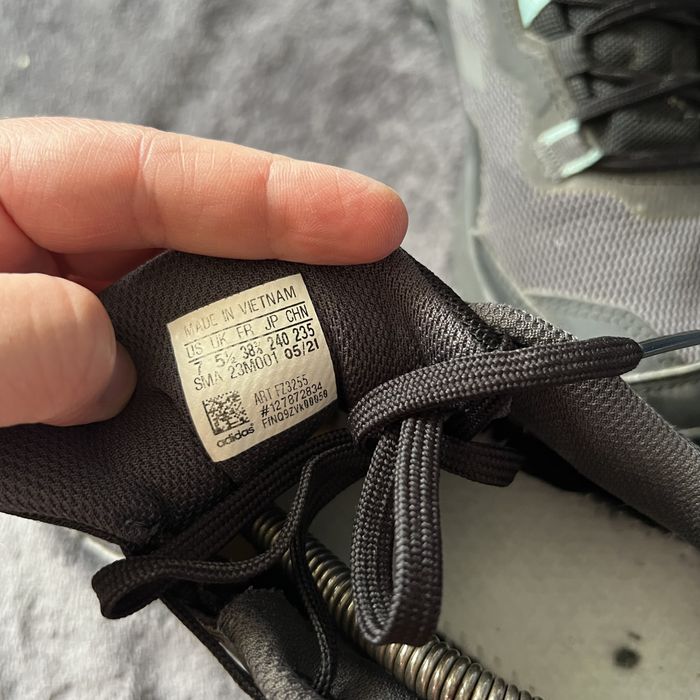 MADE IN VIETNAM
US UK FR JP CHN
7 5½ 38⅔ 240 235
SMA 23M001 05/21
ART FZ3255
#127872834
FINQ9ZVK00050
adidas